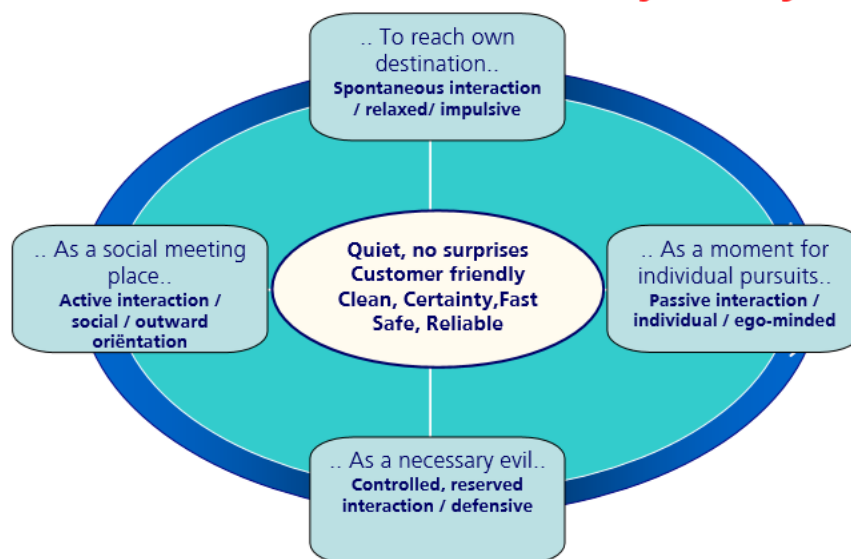 .. To reach own
destination..
Spontaneous interaction
/ relaxed/ impulsive
.. As a social meeting
place..
Active interaction /
social / outward
oriëntation
Quiet, no surprises
Customer friendly
Clean, Certainty,Fast
Safe, Reliable
.. As a moment for
individual pursuits..
Passive interaction /
individual / ego-minded
.. As a necessary evil..
Controlled, reserved
interaction / defensive